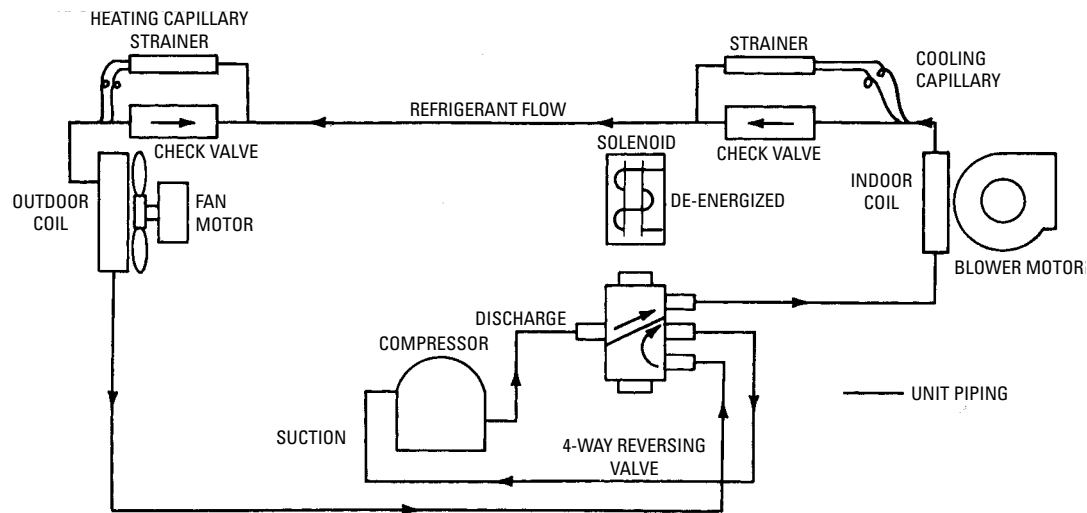 HEATING CAPILLARY
STRAINER
STRAINER
COOLING
CAPILLARY
REFRIGERANT FLOW
CHECK VALVE
SOLENOID
CHECK VALVE
OUTDOOR
COIL
FAN
MOTOR
DE-ENERGIZED
INDOOR
COIL
BLOWER MOTOR
DISCHARGE
COMPRESSOR
UNIT PIPING
SUCTION
4-WAY REVERSING
VALVE